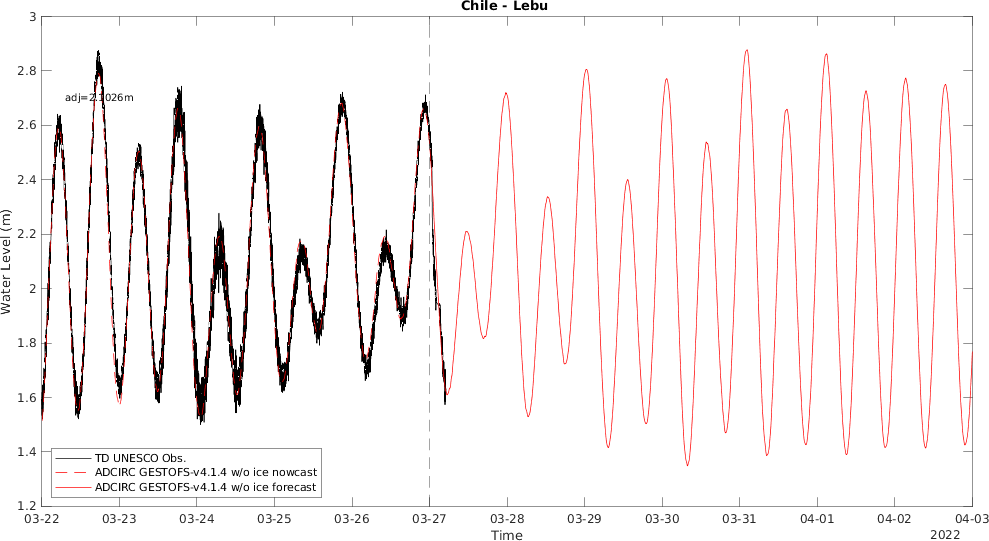 Chile - Lebu
Water Level (m)
3
2.8
2.6
2.4
2.2
2
1.8
1.6
1.4
1.2
adj=2.1026m
TD UNESCO Obs.
ADCIRC GESTOFS-v4.1.4 w/o ice nowcast
ADCIRC GESTOFS-v4.1.4 w/o ice forecast
03-22 03-23 03-24 03-25 03-26 03-27 03-28 03-29 03-30 03-31 04-01 04-02 04-03
Time
2022